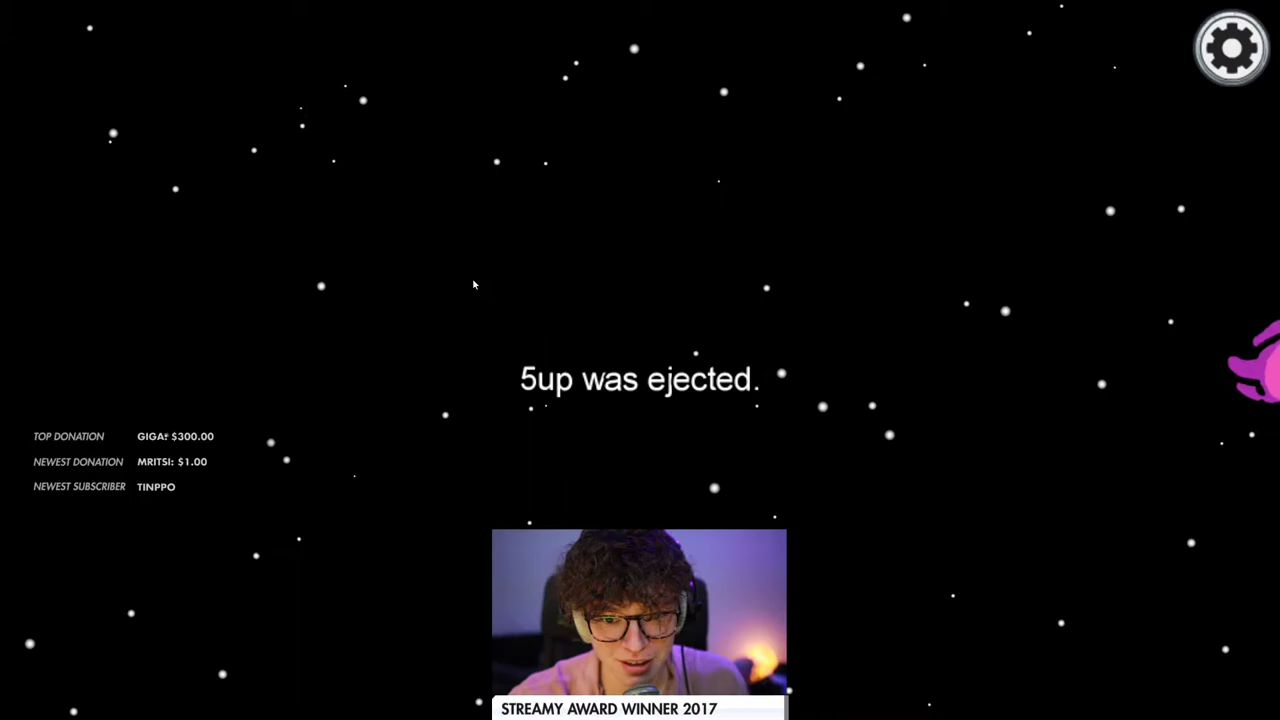 5up was ejected.
TOP DONATION GIGA: $300.00
NEWEST DONATION MRITSI: $1.00
NEWEST SUBSCRIBER TINPPO
STREAMY AWARD WINNER 2017